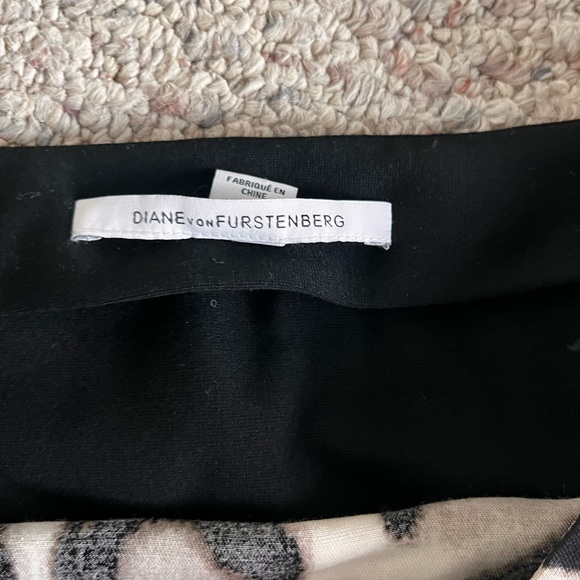 FABRIQUÉ EN
CHINE
DIANE VON FURSTENBERG